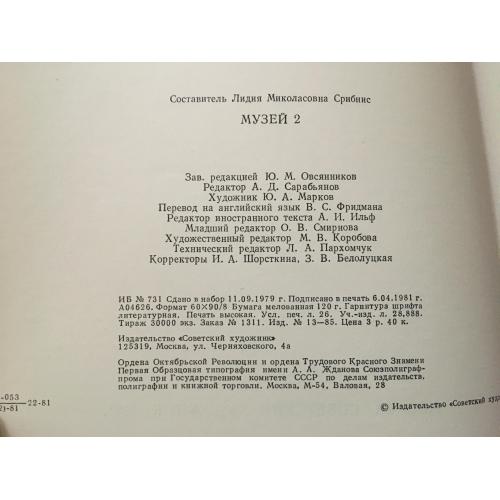 Составитель Лидия Миколасовна Срибнис
МУЗЕЙ 2
Зав. редакцией Ю. М. Овсянников
Редактор А. Д. Сарабьянов
Художник Ю. А. Марков
Перевод на английский язык В. С. Фридмана
Редактор иностранного текста А. И. Ильф
Младший редактор О. В. Смирнова
Художественный редактор М. В. Коробова
Технический редактор Л. А. Пархомчук
Корректоры И. А. Шорсткина, З. В. Белолуцкая
ИБ № 731 Сдано в набор 11.09.1979 г. Подписано в печать 6.04.1981 г.
А04626. Формат 60×90/8 Бумага мелованная 120 г. Гарнитура шрифта
литературная. Печать высокая. Усл. печ. л. 26. Уч.-изд. л. 28,888.
Тираж 30000 экз. Заказ № 1311. Изд. № 13—85. Цена 3 р. 40 к.
Издательство «Советский художник»
125319, Москва, ул. Черняховского, 4а
Ордена Октябрьской Революции и ордена Трудового Красного Знамени
Первая Образцовая типография имени А. А. Жданова Союзполиграф-
прома при Государственном комитете СССР по делам издательств,
полиграфии и книжной торговли. Москва, М-54, Валовая, 28
-053
2)-81 22-81
© Издательство «Советский худо